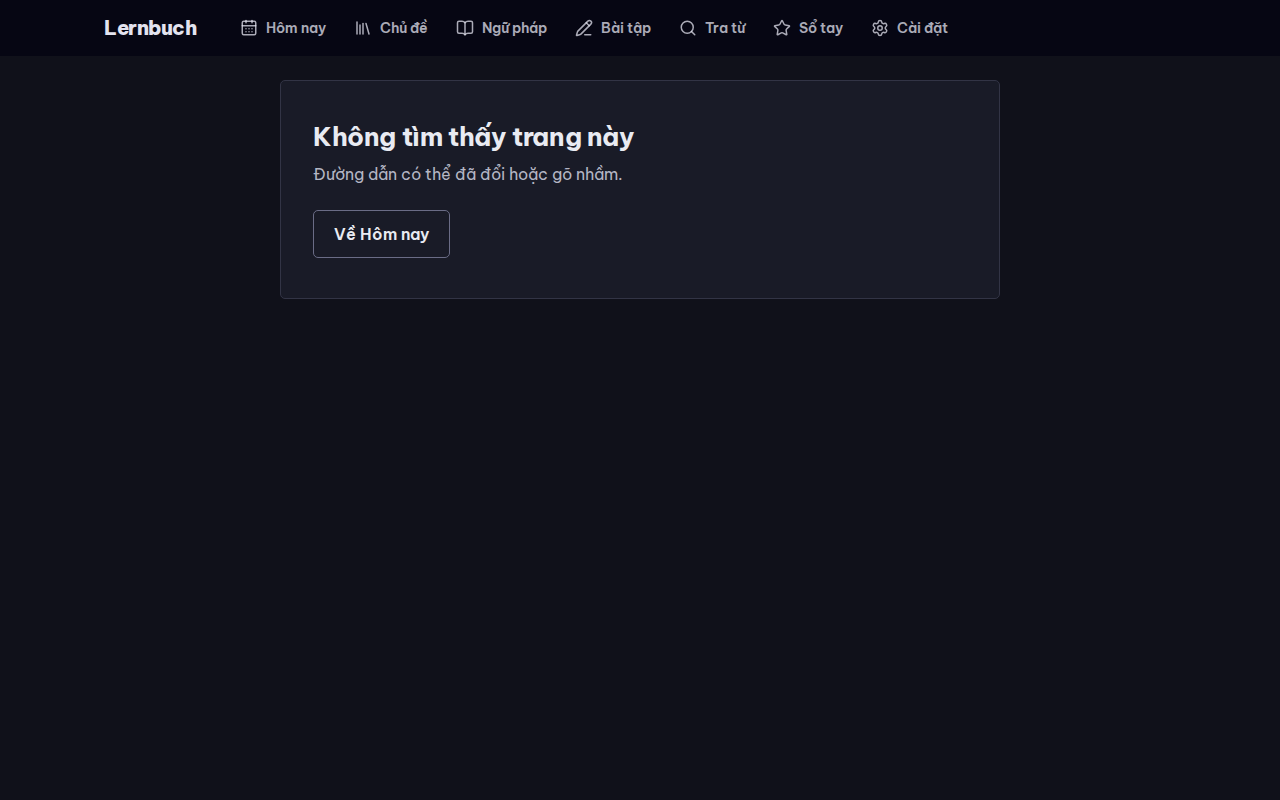 Lernbuch
Hôm nay
Chủ đề
Ngữ pháp
Bài tập
Tra từ
Sổ tay
Cài đặt
Không tìm thấy trang này
Đường dẫn có thể đã đổi hoặc gõ nhầm.
Về Hôm nay